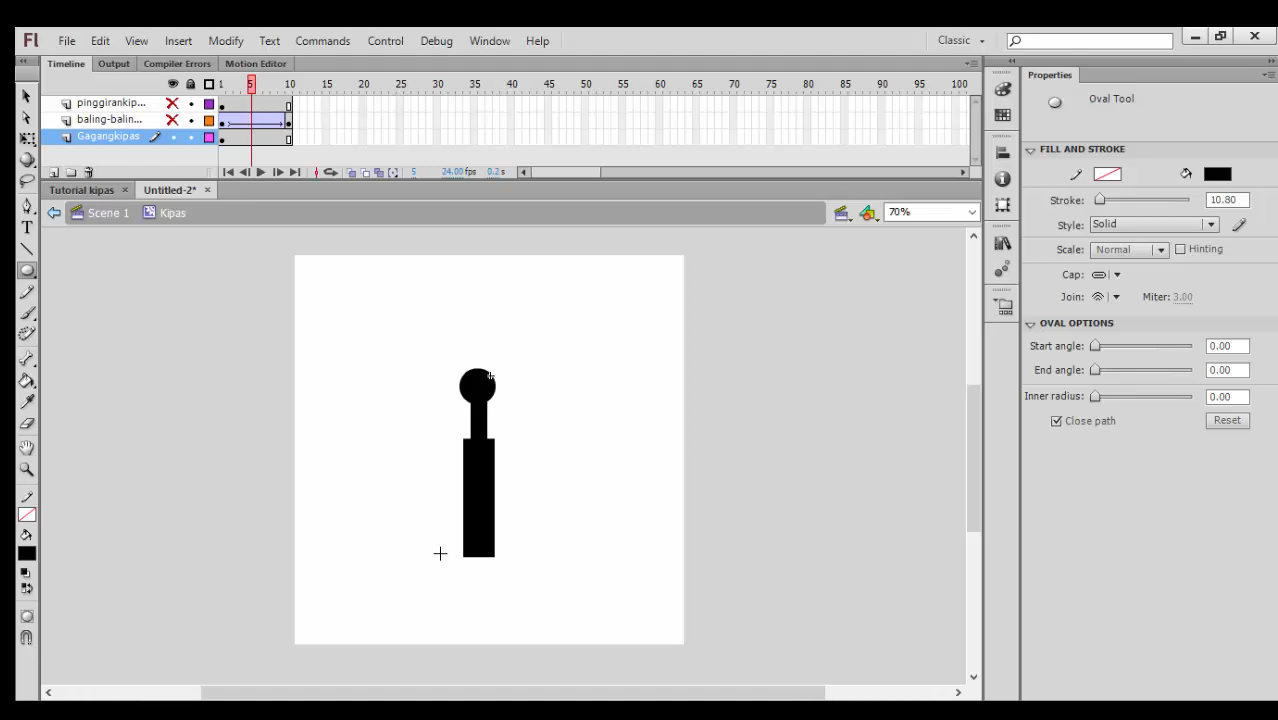 Fl File Edit View Insert Modify Text Commands Control Debug Window Help Classic
Timeline Output Compiler Errors Motion Editor
1 5 10 15 20 25 30 35 40 45 50 55 60 65 70 75 80 85 90 95 100
pinggirankip...
baling-balin...
Gagangkipas
5 24.00 fps 0.2 s
Tutorial kipas × Untitled-2* ×
Scene 1 Kipas 70%
Properties
Oval Tool
FILL AND STROKE
Stroke: 10.80
Style: Solid
Scale: Normal Hinting
Cap:
Join: Miter: 3.00
OVAL OPTIONS
Start angle: 0.00
End angle: 0.00
Inner radius: 0.00
Close path Reset